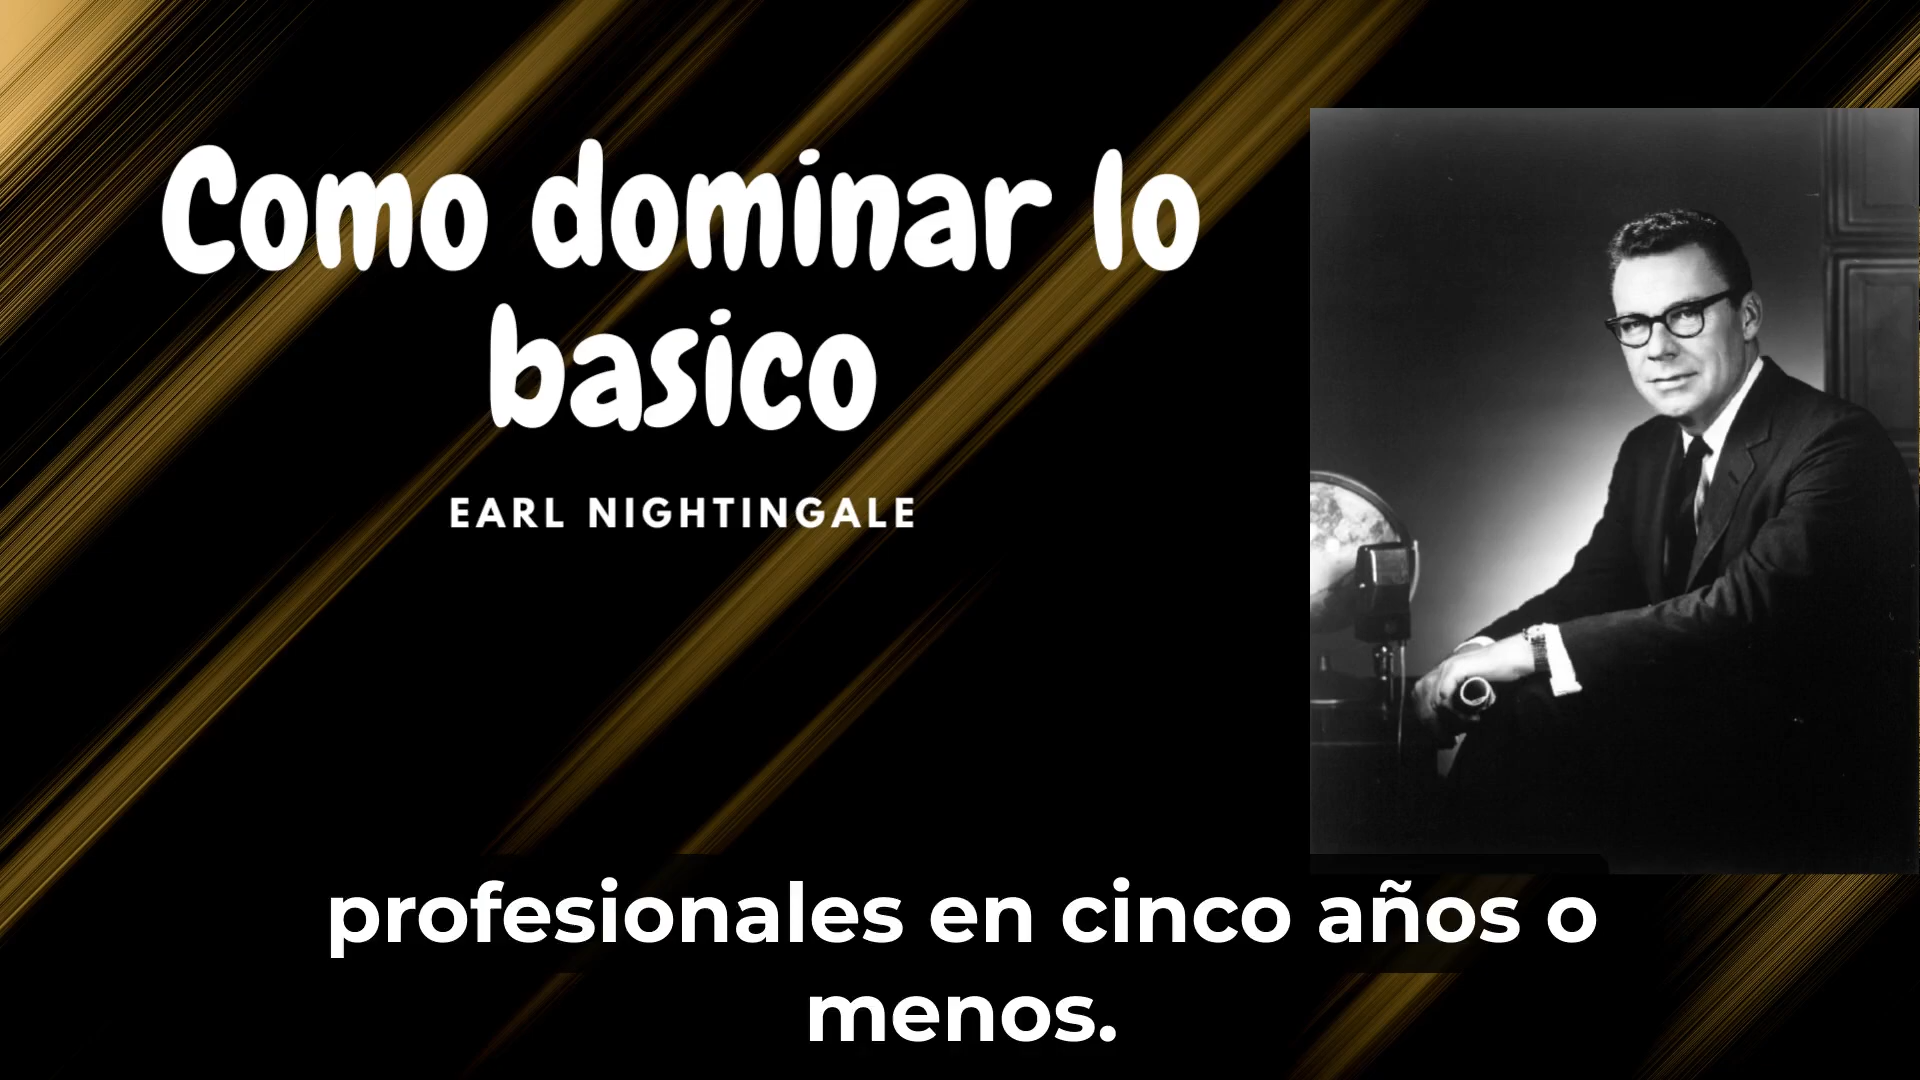 Como dominar lo
basico
EARL NIGHTINGALE
profesionales en cinco años o
menos.